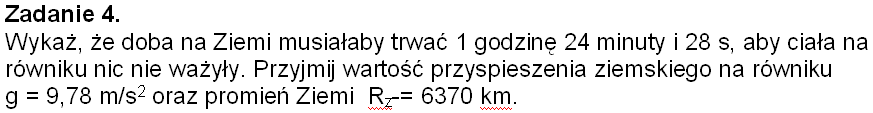 Zadanie 4.
Wykaż, że doba na Ziemi musiałaby trwać 1 godzinę 24 minuty i 28 s, aby ciała na
równiku nic nie ważyły. Przyjmij wartość przyspieszenia ziemskiego na równiku
g = 9,78 m/s² oraz promień Ziemi R_Z-= 6370 km.